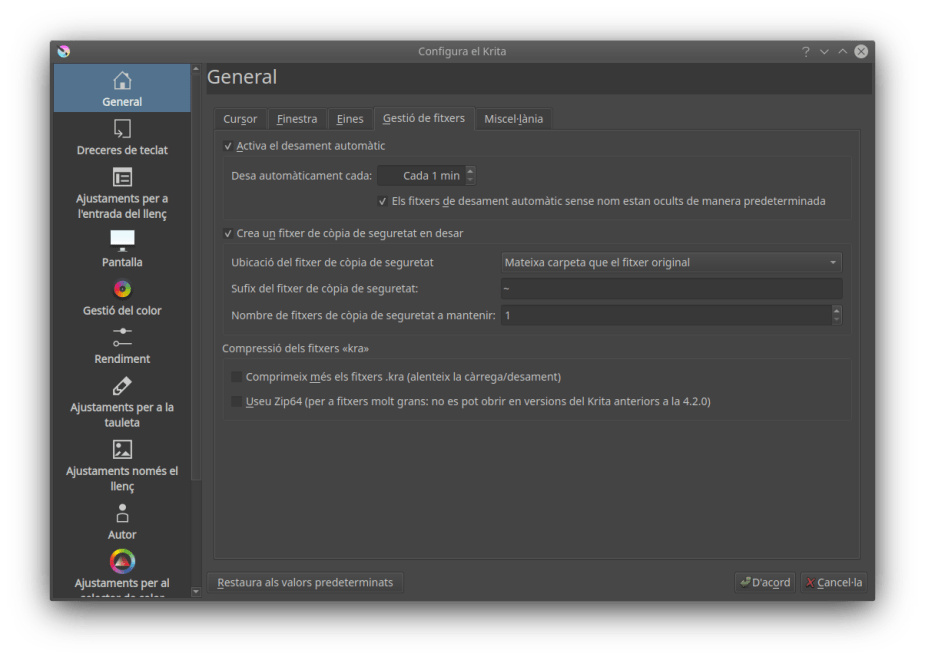 Configura el Krita
?
General
Dreceres de teclat
Ajustaments per a
l'entrada del llenç
Pantalla
Gestió del color
Rendiment
Ajustaments per a la
tauleta
Ajustaments només el
llenç
Autor
Ajustaments per al
selector de color
General
Cursor Finestra Eines Gestió de fitxers Miscel·lània
Activa el desament automàtic
Desa automàticament cada: Cada 1 min
Els fitxers de desament automàtic sense nom estan ocults de manera predeterminada
Crea un fitxer de còpia de seguretat en desar
Ubicació del fitxer de còpia de seguretat Mateixa carpeta que el fitxer original
Sufix del fitxer de còpia de seguretat: ~
Nombre de fitxers de còpia de seguretat a mantenir: 1
Compressió dels fitxers «kra»
Comprimeix més els fitxers .kra (alenteix la càrrega/desament)
Useu Zip64 (per a fitxers molt grans: no es pot obrir en versions del Krita anteriors a la 4.2.0)
Restaura als valors predeterminats D'acord Cancel·la